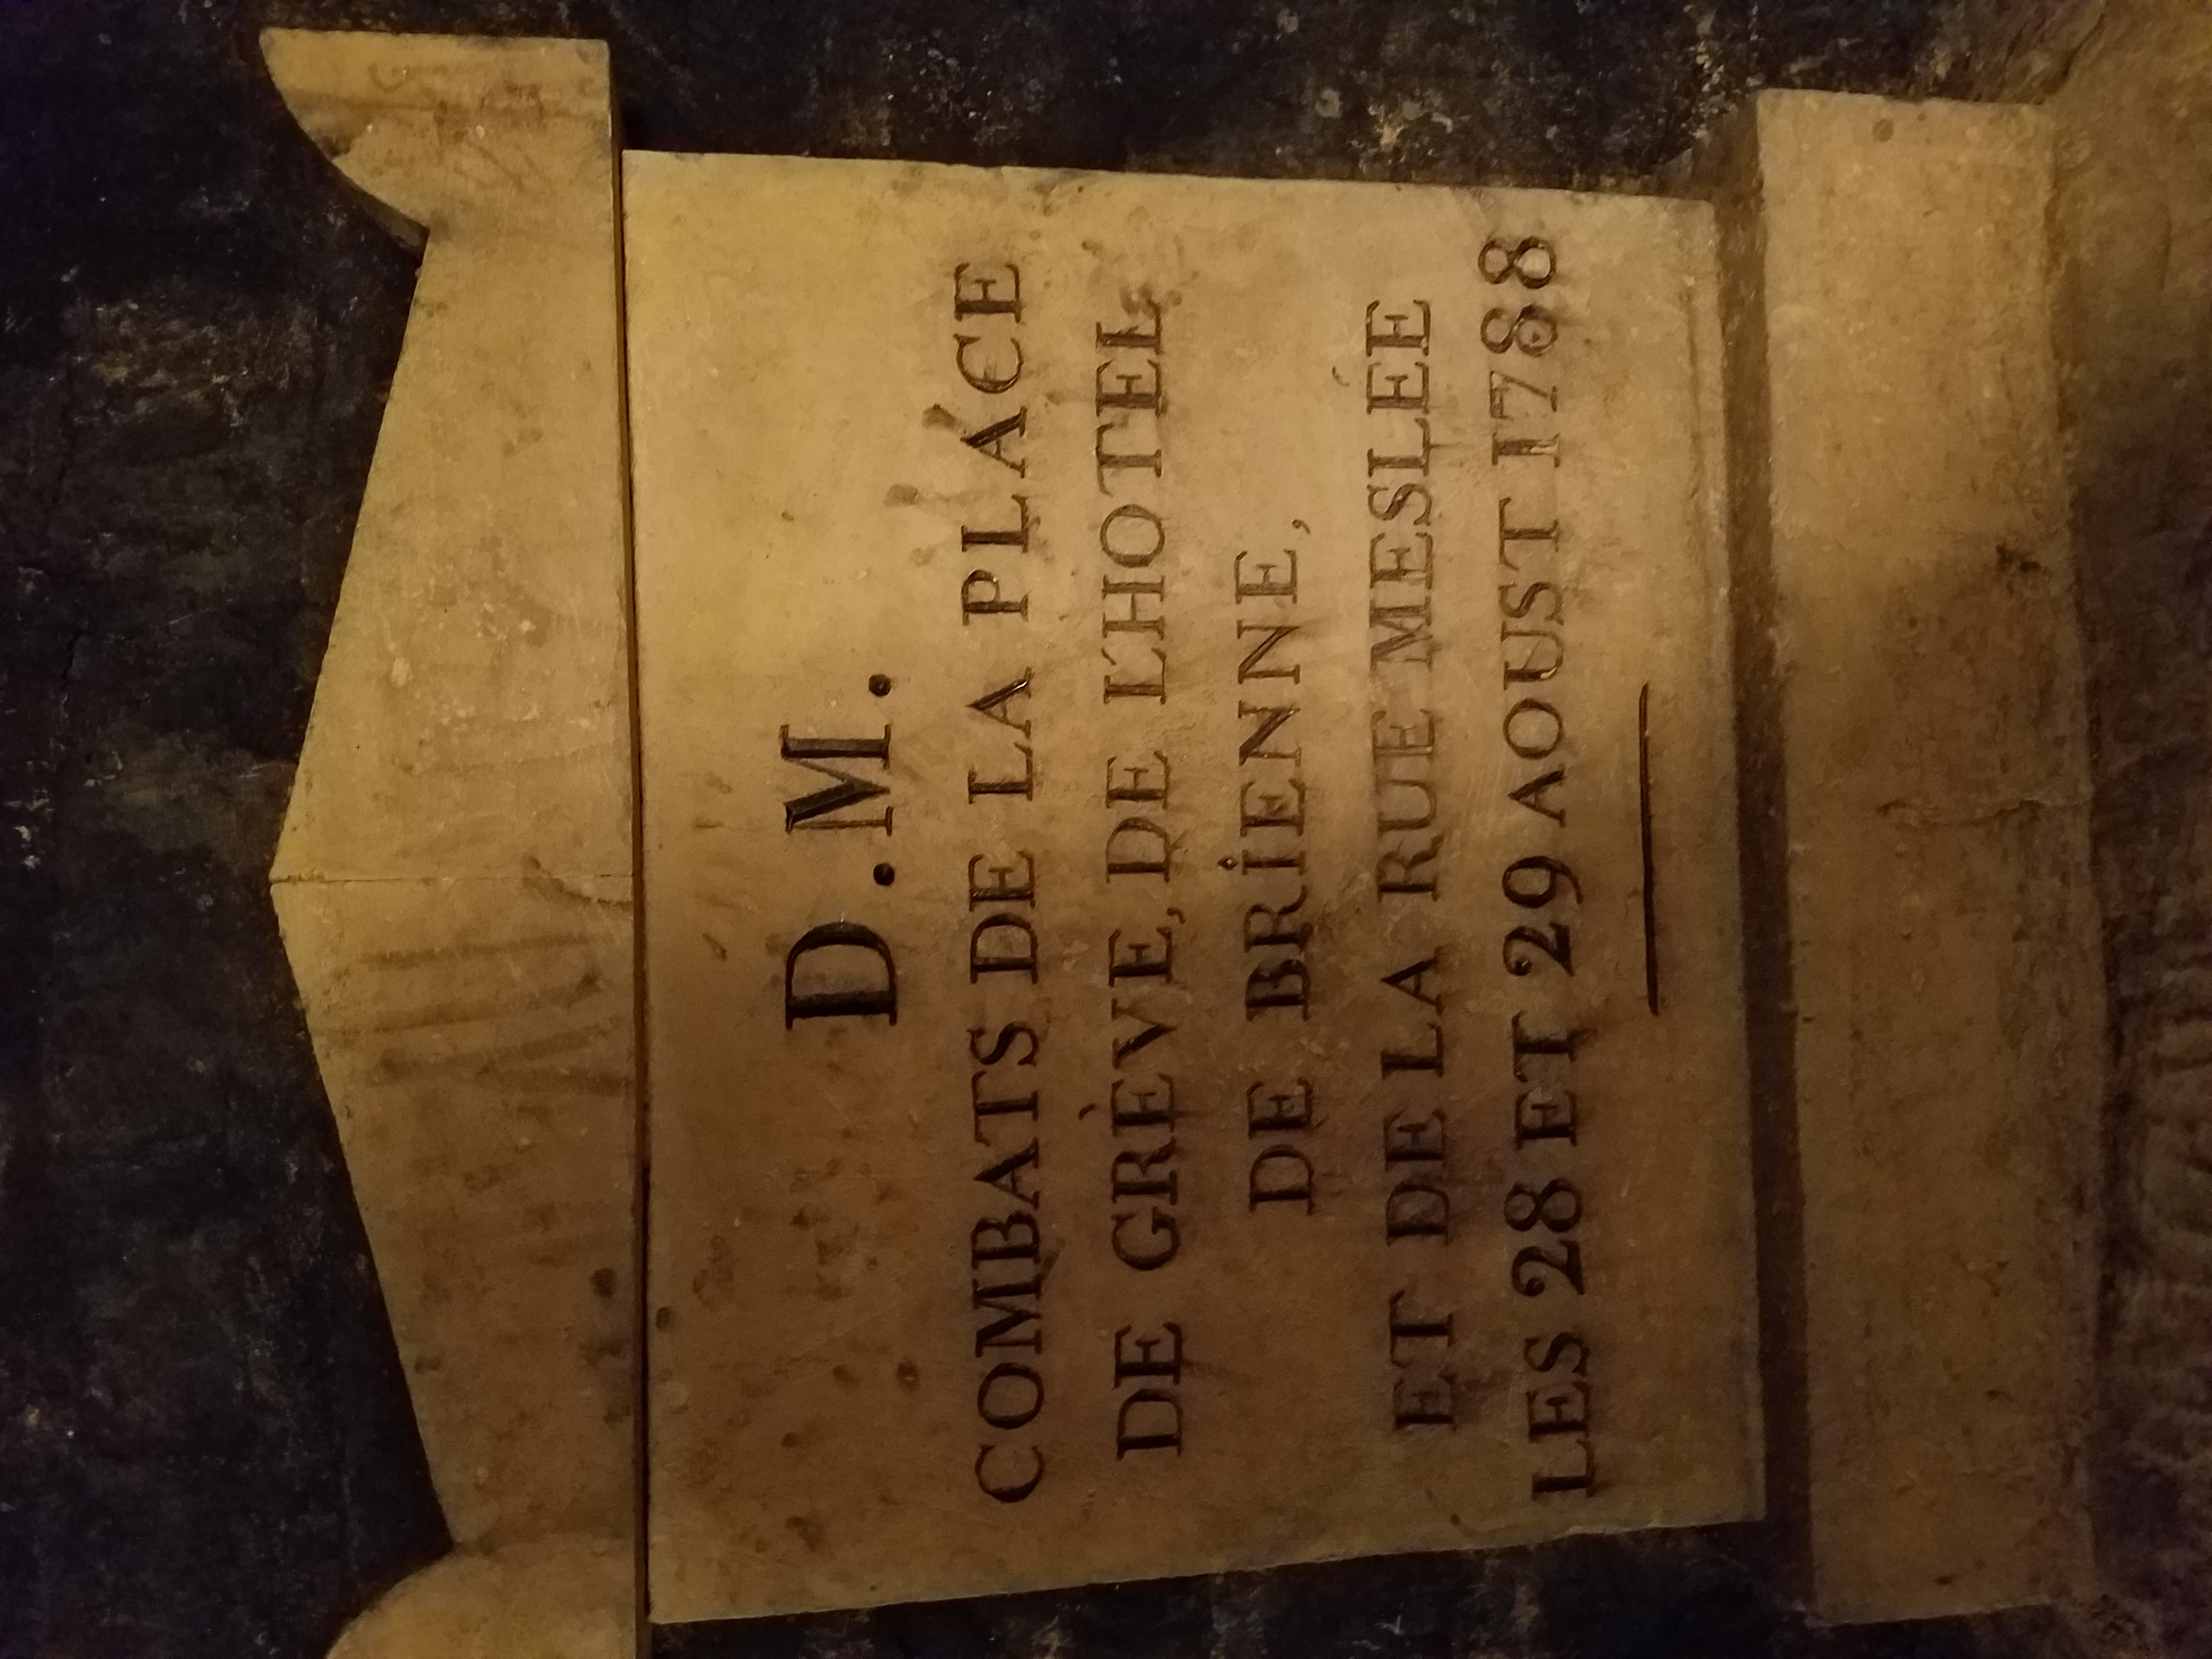 D.M.
COMBATS DE LA PLACE
DE GRÈVE, DE L'HOTEL
DE BRIENNE,
ET DE LA RUE MESLÉE
LES 28 ET 29 AOUST 1788